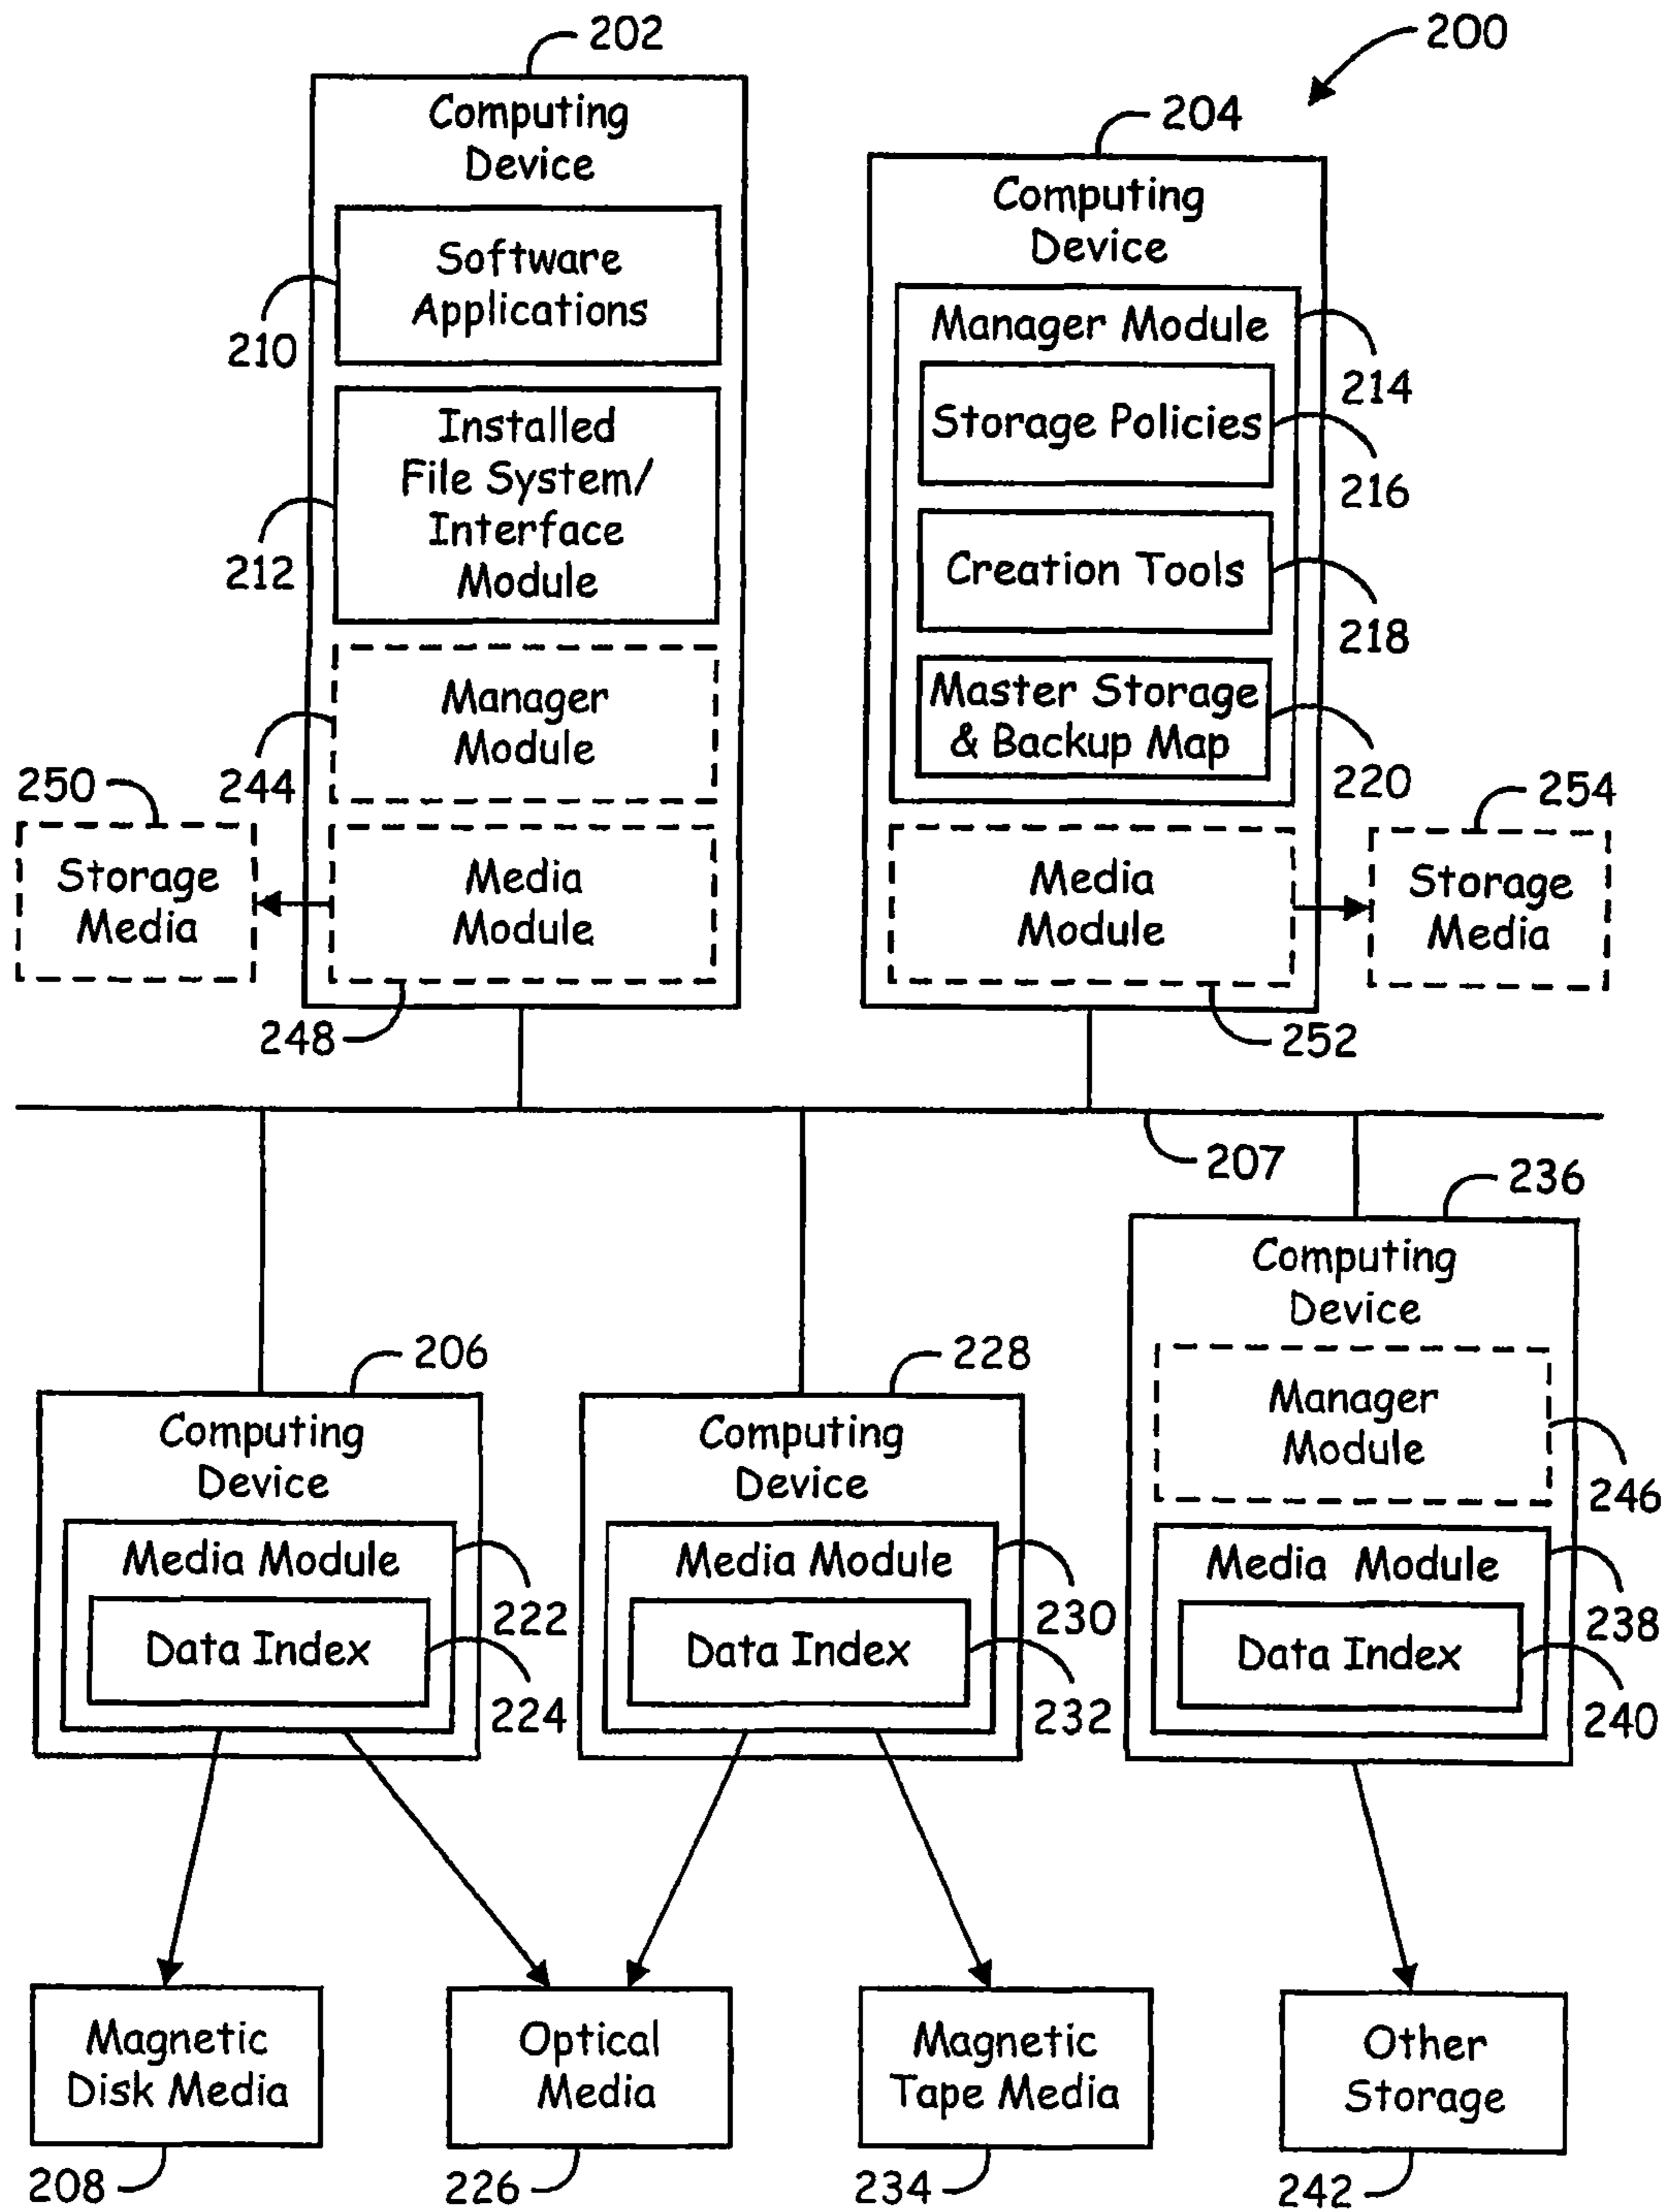 202
200
Computing
Device
204
Computing
Device
Software
Applications
210
Manager Module
214
Storage Policies
216
Installed
File System/
Interface
Module
212
Creation Tools
218
Manager
Module
244
Master Storage
& Backup Map
220
250
Storage
Media
Media
Module
248
Media
Module
252
254
Storage
Media
207
236
Computing
Device
Manager
Module
246
Media Module
238
Data Index
240
206
Computing
Device
Media Module
222
Data Index
224
228
Computing
Device
Media Module
230
Data Index
232
Magnetic
Disk Media
208
Optical
Media
226
Magnetic
Tape Media
234
Other
Storage
242